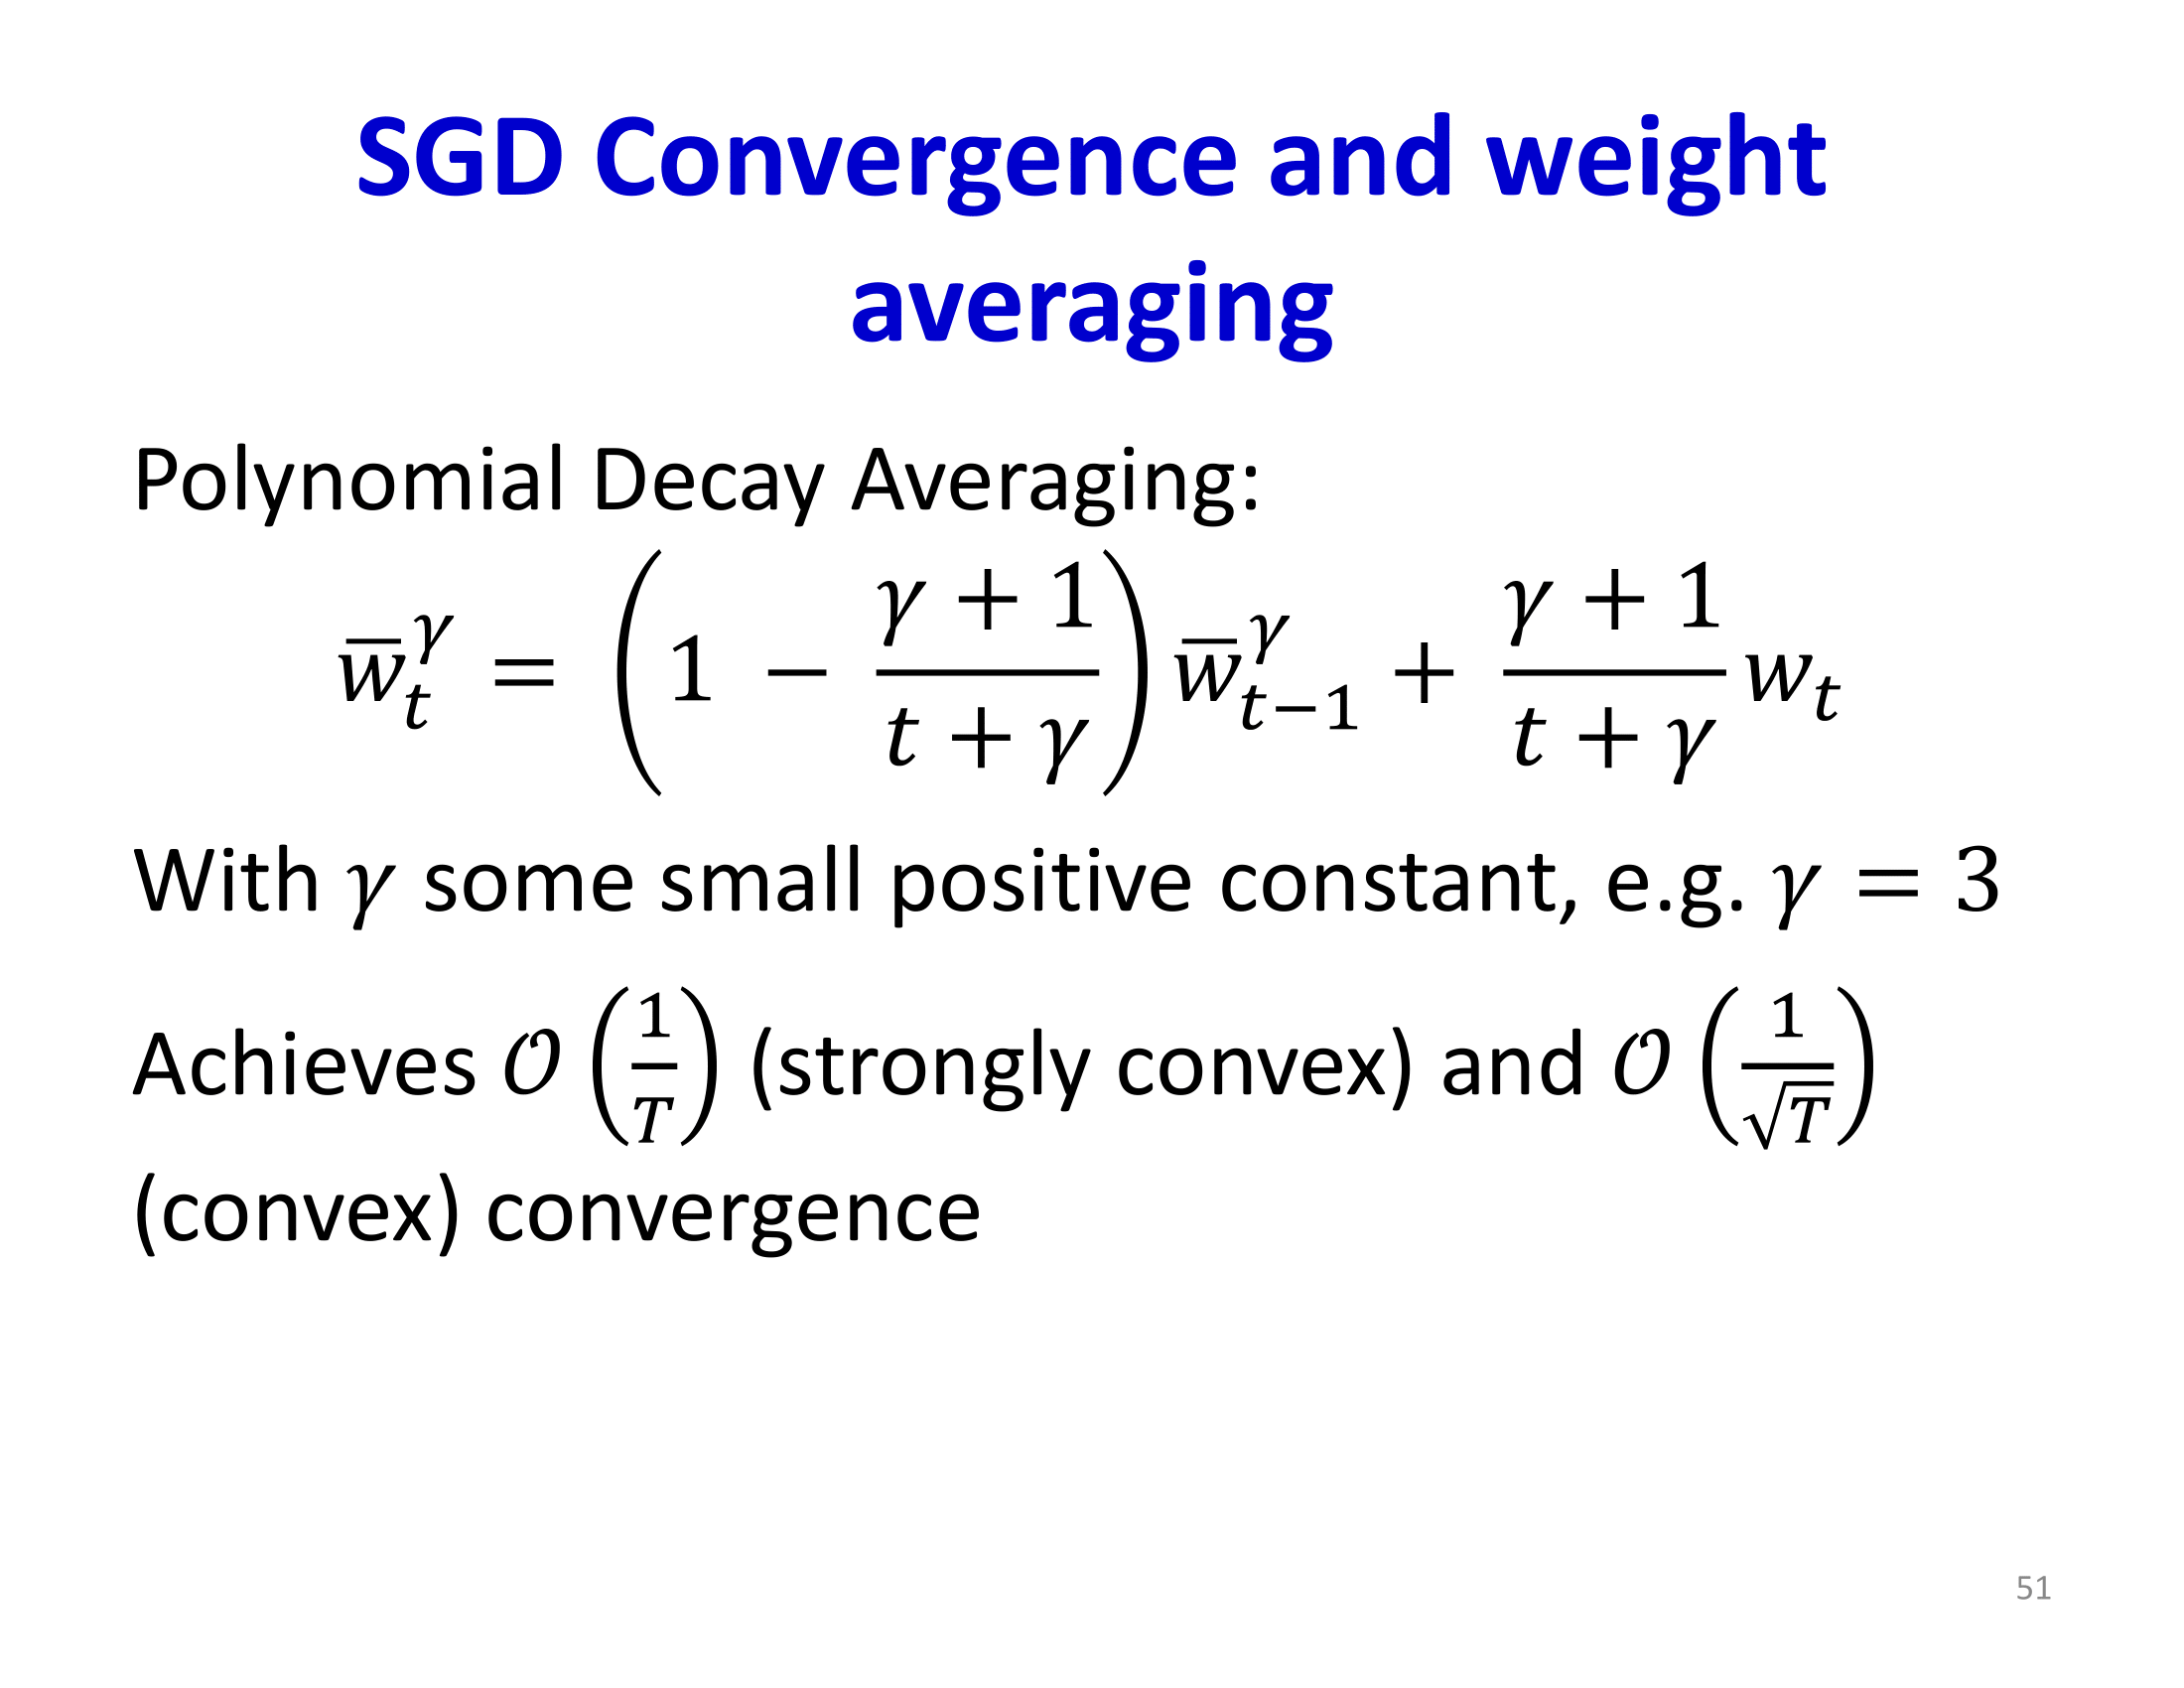 SGD Convergence and weight
averaging
Polynomial Decay Averaging:
$\overline{w}_t^{\gamma} = \left(1 - \frac{\gamma + 1}{t + \gamma}\right) \overline{w}_{t-1}^{\gamma} + \frac{\gamma + 1}{t + \gamma} w_t$
With $\gamma$ some small positive constant, e.g. $\gamma = 3$
Achieves $\mathcal{O}\left(\frac{1}{T}\right)$ (strongly convex) and $\mathcal{O}\left(\frac{1}{\sqrt{T}}\right)$
(convex) convergence
51